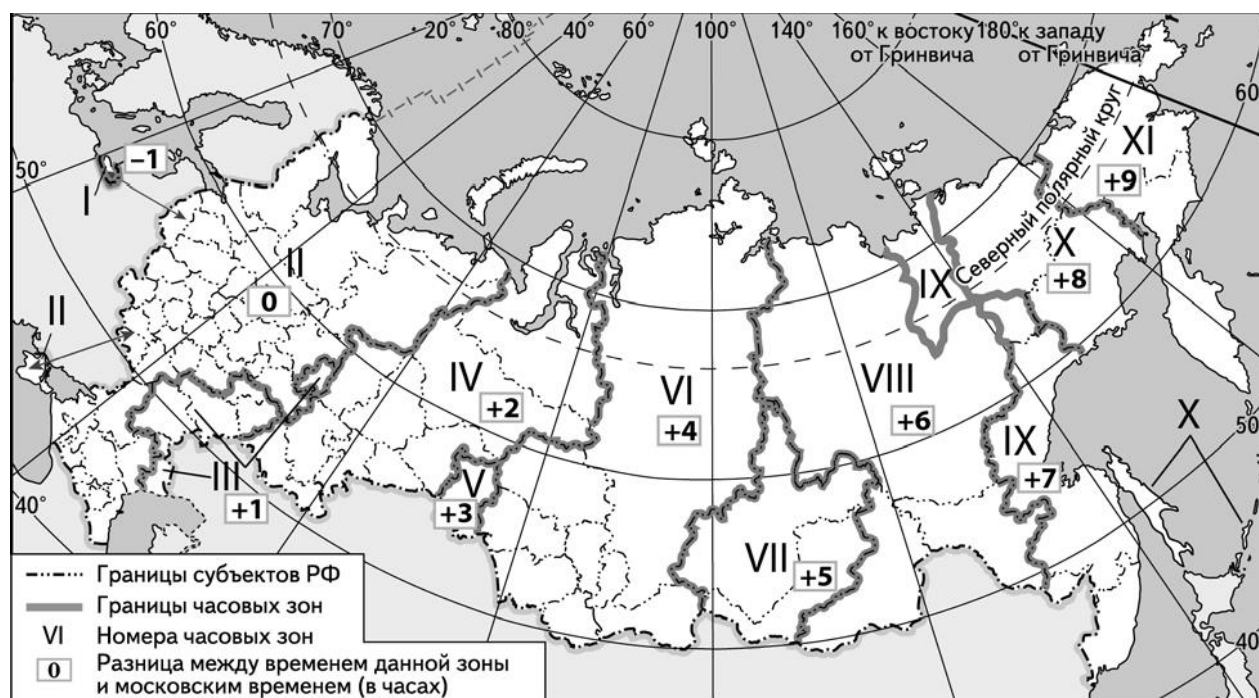 60° 70° 20° 80° 40° 60° 80° 100° 120° 140° 160° к востоку 180° к западу
от Гринвича от Гринвича
60°
50°
–1
I
Северный полярный круг
XI
+9
II
0
X
+8
IX
II
IV
+2
VI
+4
VIII
+6
X
50°
IX
+7
III
+1
V
+3
40°
VII
+5
Границы субъектов РФ
Границы часовых зон
VI Номера часовых зон
0 Разница между временем данной зоны
и московским временем (в часах)
40°